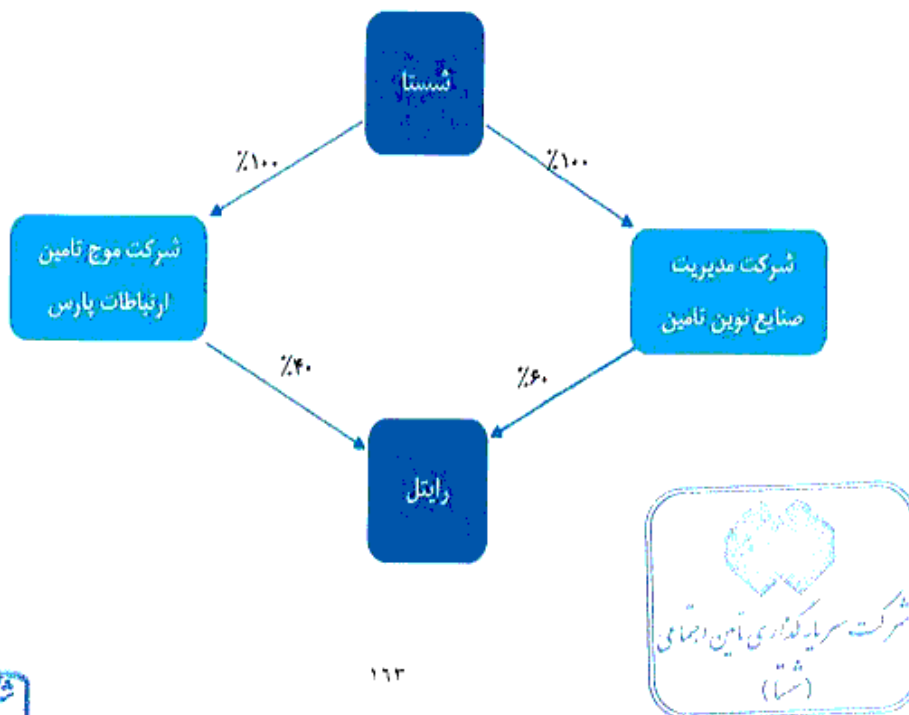 شستا
٪۱۰۰
٪۱۰۰
شرکت مدیریت
صنایع نوین تامین
شرکت موج تامین
ارتباطات پارس
٪۶۰
٪۴۰
رایتل
شرکت سرمایه گذاری تامین اجتماعی
(شستا)
۱۶۳